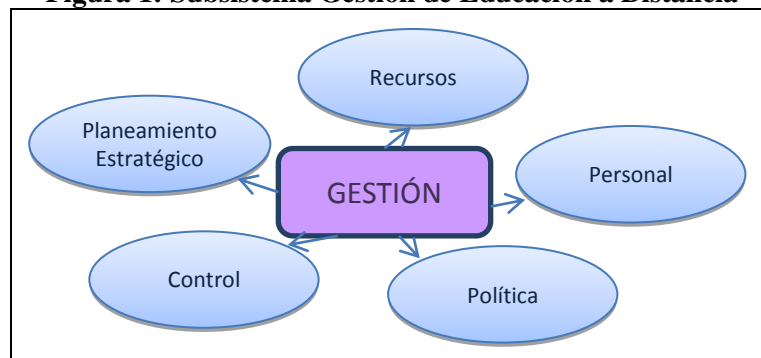 Figura 1. Subsistema Gestión de Educación a Distancia
Recursos
Planeamiento
Estratégico
Personal
GESTIÓN
Control
Política